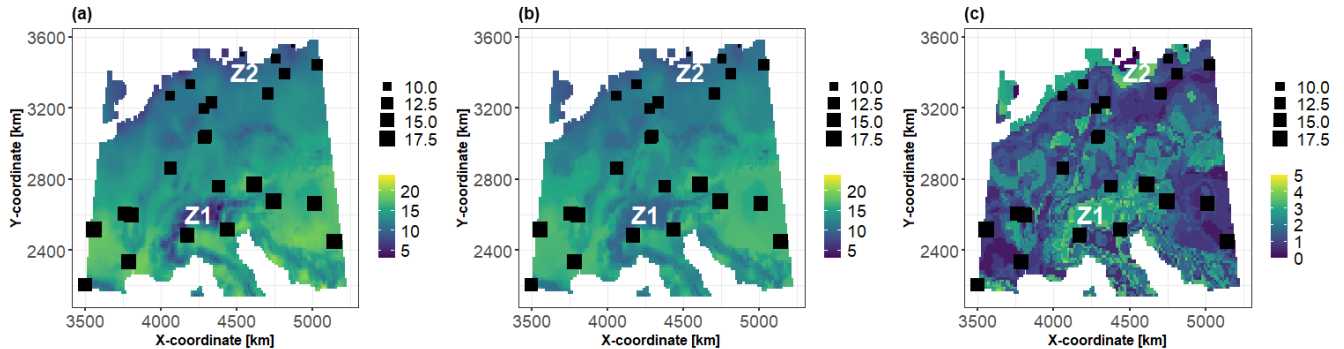 (a)
3600
3200
2800
2400
Y-coordinate [km]
3500 4000 4500 5000
X-coordinate [km]
Z2
Z1
10.0
12.5
15.0
17.5
20
15
10
5
(b)
3600
3200
2800
2400
Y-coordinate [km]
3500 4000 4500 5000
X-coordinate [km]
Z2
Z1
10.0
12.5
15.0
17.5
20
15
10
5
(c)
3600
3200
2800
2400
Y-coordinate [km]
3500 4000 4500 5000
X-coordinate [km]
Z2
Z1
10.0
12.5
15.0
17.5
5
4
3
2
1
0